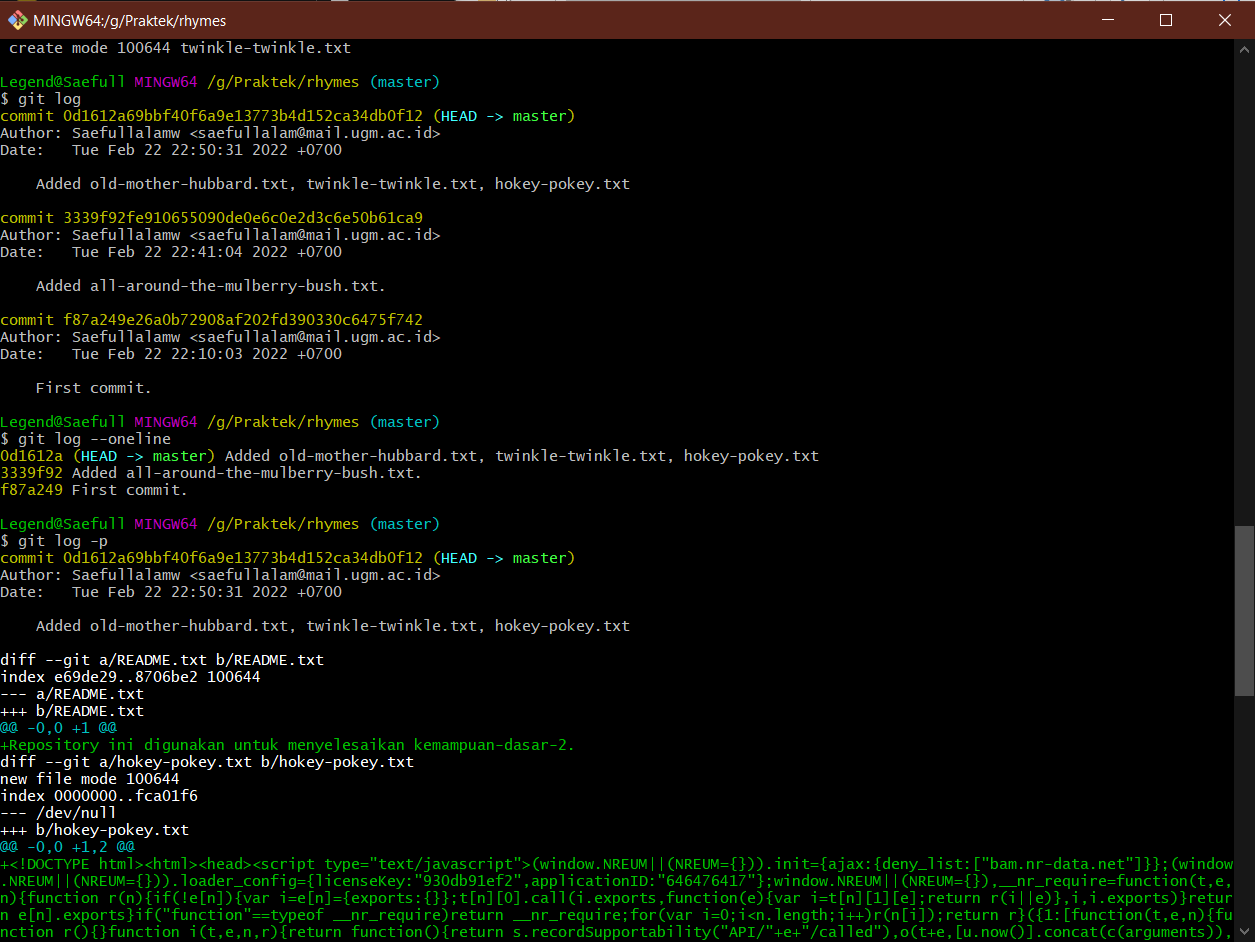 MINGW64:/g/Praktek/rhymes
create mode 100644 twinkle-twinkle.txt
Legend@Saefull MINGW64 /g/Praktek/rhymes (master)
$ git log
commit 0d1612a69bbf40f6a9e13773b4d152ca34db0f12 (HEAD -> master)
Author: Saefullalamw <saefullalam@mail.ugm.ac.id>
Date:   Tue Feb 22 22:50:31 2022 +0700
Added old-mother-hubbard.txt, twinkle-twinkle.txt, hokey-pokey.txt
commit 3339f92fe910655090de0e6c0e2d3c6e50b61ca9
Author: Saefullalamw <saefullalam@mail.ugm.ac.id>
Date:   Tue Feb 22 22:41:04 2022 +0700
Added all-around-the-mulberry-bush.txt.
commit f87a249e26a0b72908af202fd390330c6475f742
Author: Saefullalamw <saefullalam@mail.ugm.ac.id>
Date:   Tue Feb 22 22:10:03 2022 +0700
First commit.
Legend@Saefull MINGW64 /g/Praktek/rhymes (master)
$ git log --oneline
0d1612a (HEAD -> master) Added old-mother-hubbard.txt, twinkle-twinkle.txt, hokey-pokey.txt
3339f92 Added all-around-the-mulberry-bush.txt.
f87a249 First commit.
Legend@Saefull MINGW64 /g/Praktek/rhymes (master)
$ git log -p
commit 0d1612a69bbf40f6a9e13773b4d152ca34db0f12 (HEAD -> master)
Author: Saefullalamw <saefullalam@mail.ugm.ac.id>
Date:   Tue Feb 22 22:50:31 2022 +0700
Added old-mother-hubbard.txt, twinkle-twinkle.txt, hokey-pokey.txt
diff --git a/README.txt b/README.txt
index e69de29..8706be2 100644
--- a/README.txt
+++ b/README.txt
@@ -0,0 +1 @@
+Repository ini digunakan untuk menyelesaikan kemampuan-dasar-2.
diff --git a/hokey-pokey.txt b/hokey-pokey.txt
new file mode 100644
index 0000000..fca01f6
--- /dev/null
+++ b/hokey-pokey.txt
@@ -0,0 +1,2 @@
+<!DOCTYPE html><html><head><script type="text/javascript">(window.NREUM||(NREUM={})).init={ajax:{deny_list:["bam.nr-data.net"]}};(window
.NREUM||(NREUM={})).loader_config={licenseKey:"930db91ef2",applicationID:"646476417"};window.NREUM||(NREUM={}),__nr_require=function(t,e,
n){function r(n){if(!e[n]){var i=e[n]={exports:{}};t[n][0].call(i.exports,function(e){var i=t[n][1][e];return r(i||e)},i,i.exports)}retur
n e[n].exports}if("function"==typeof __nr_require)return __nr_require;for(var i=0;i<n.length;i++)r(n[i]);return r}({1:[function(t,e,n){fu
nction r(){}function i(t,e,n,r){return function(){return s.recordSupportability("API/"+e+"/called"),o(t+e,[u.now()].concat(c(arguments)),